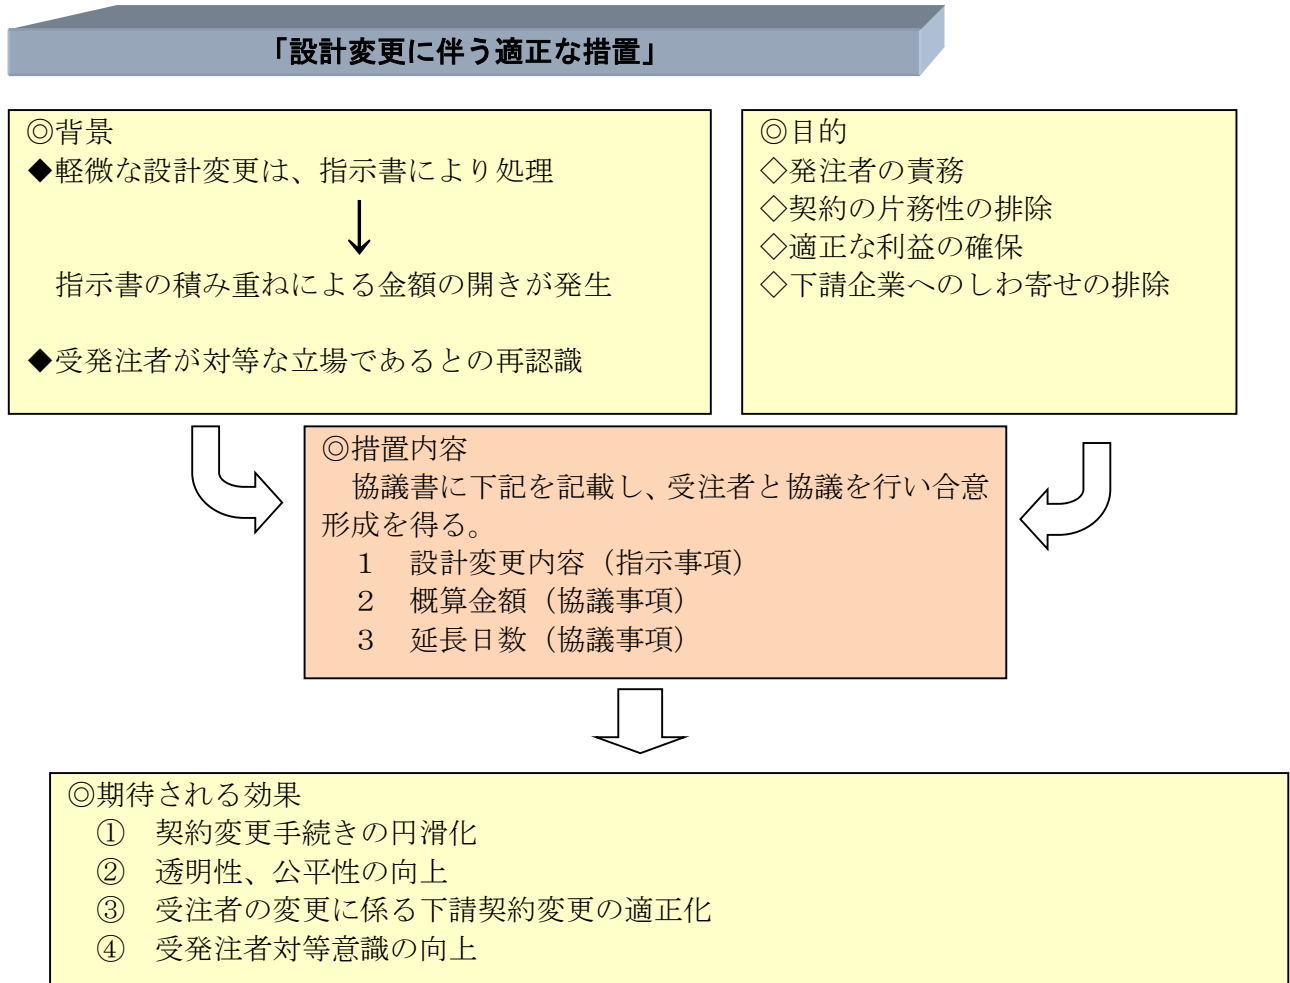 「設計変更に伴う適正な措置」
◎背景
◆軽微な設計変更は、指示書により処理
指示書の積み重ねによる金額の開きが発生
◆受発注者が対等な立場であるとの再認識
◎目的
◇発注者の責務
◇契約の片務性の排除
◇適正な利益の確保
◇下請企業へのしわ寄せの排除
◎措置内容
協議書に下記を記載し、受注者と協議を行い合意
形成を得る。
１　設計変更内容（指示事項）
２　概算金額（協議事項）
３　延長日数（協議事項）
◎期待される効果
①　契約変更手続きの円滑化
②　透明性、公平性の向上
③　受注者の変更に係る下請契約変更の適正化
④　受発注者対等意識の向上